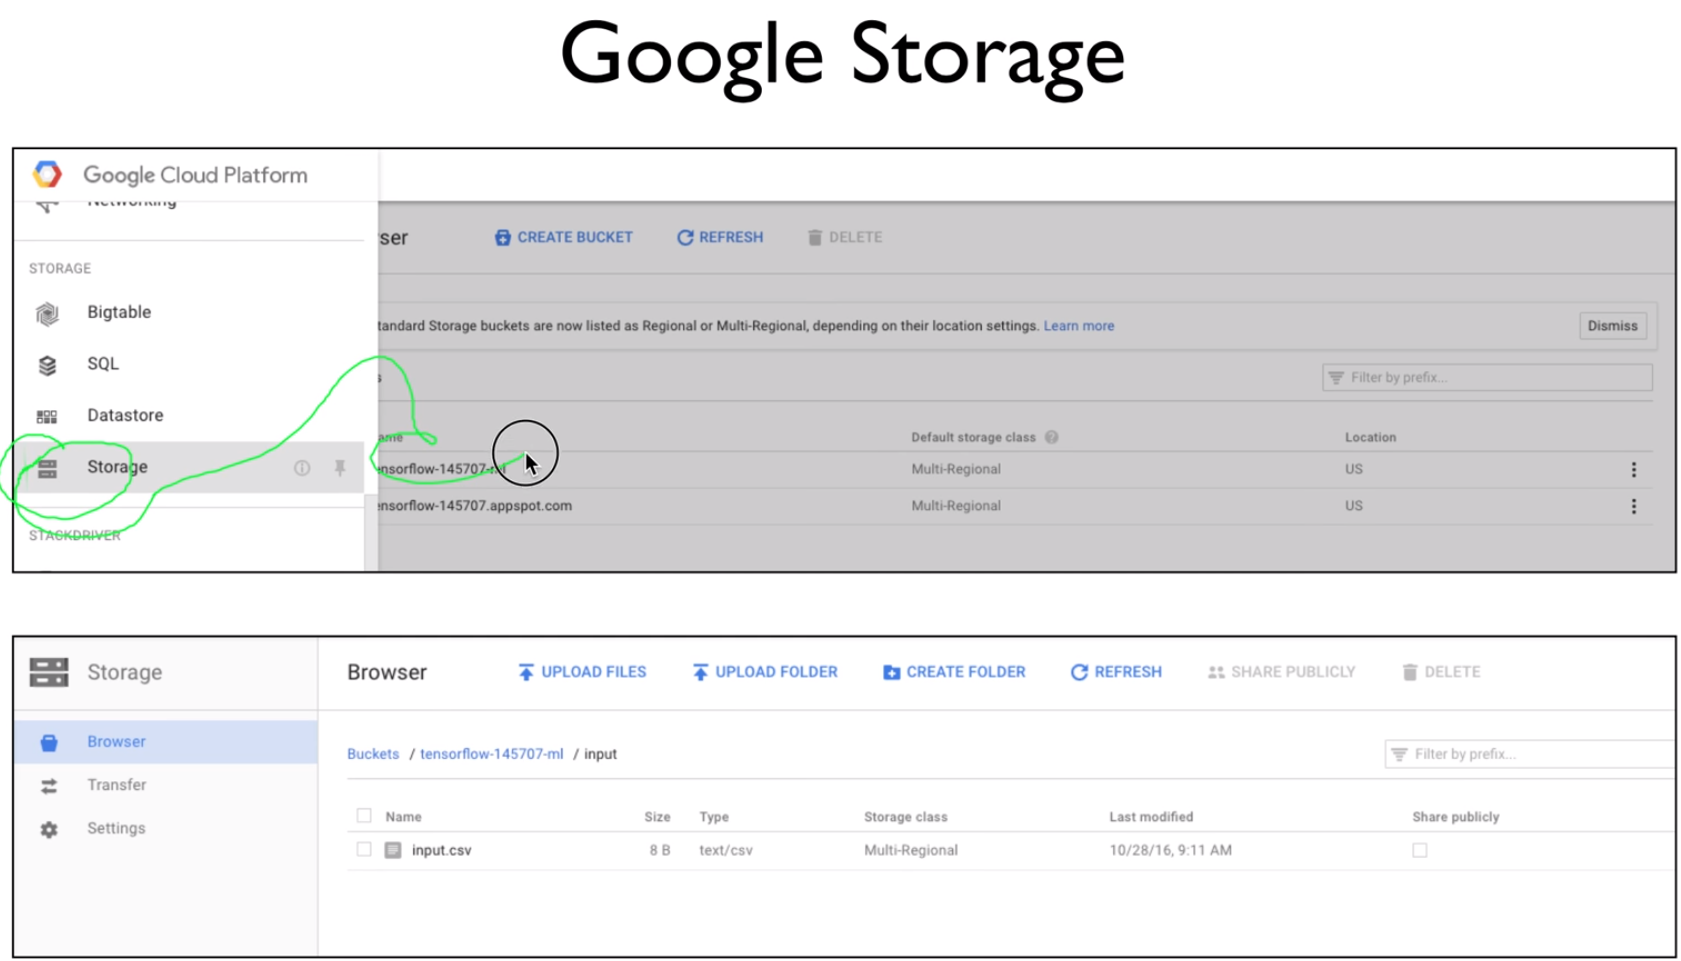 Google Storage
Google Cloud Platform
Networking
STORAGE
Bigtable
SQL
Datastore
Storage
STACKDRIVER
ser CREATE BUCKET REFRESH DELETE
tandard Storage buckets are now listed as Regional or Multi-Regional, depending on their location settings. Learn more Dismiss
s Filter by prefix...
ame Default storage class Location
ensorflow-145707-ml Multi-Regional US
ensorflow-145707.appspot.com Multi-Regional US
Storage
Browser
Transfer
Settings
Browser UPLOAD FILES UPLOAD FOLDER CREATE FOLDER REFRESH SHARE PUBLICLY DELETE
Buckets / tensorflow-145707-ml / input Filter by prefix...
Name Size Type Storage class Last modified Share publicly
input.csv 8 B text/csv Multi-Regional 10/28/16, 9:11 AM